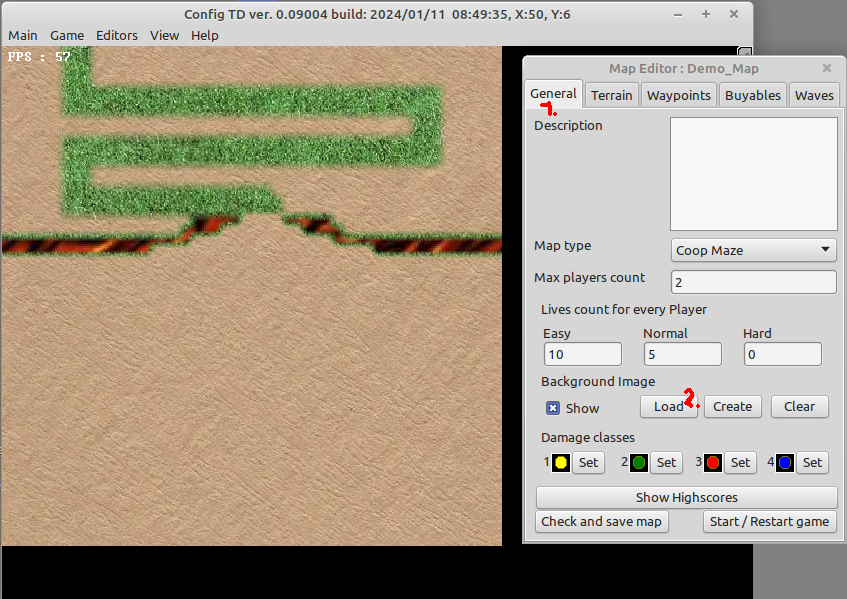 Config TD ver. 0.09004 build: 2024/01/11 08:49:35, X:50, Y:6
Main Game Editors View Help
FPS : 57
Map Editor : Demo_Map
General Terrain Waypoints Buyables Waves
1.
Description
Map type Coop Maze
Max players count 2
Lives count for every Player
Easy Normal Hard
10 5 0
Background Image
2.
Show Load Create Clear
Damage classes
1 Set 2 Set 3 Set 4 Set
Show Highscores
Check and save map Start / Restart game